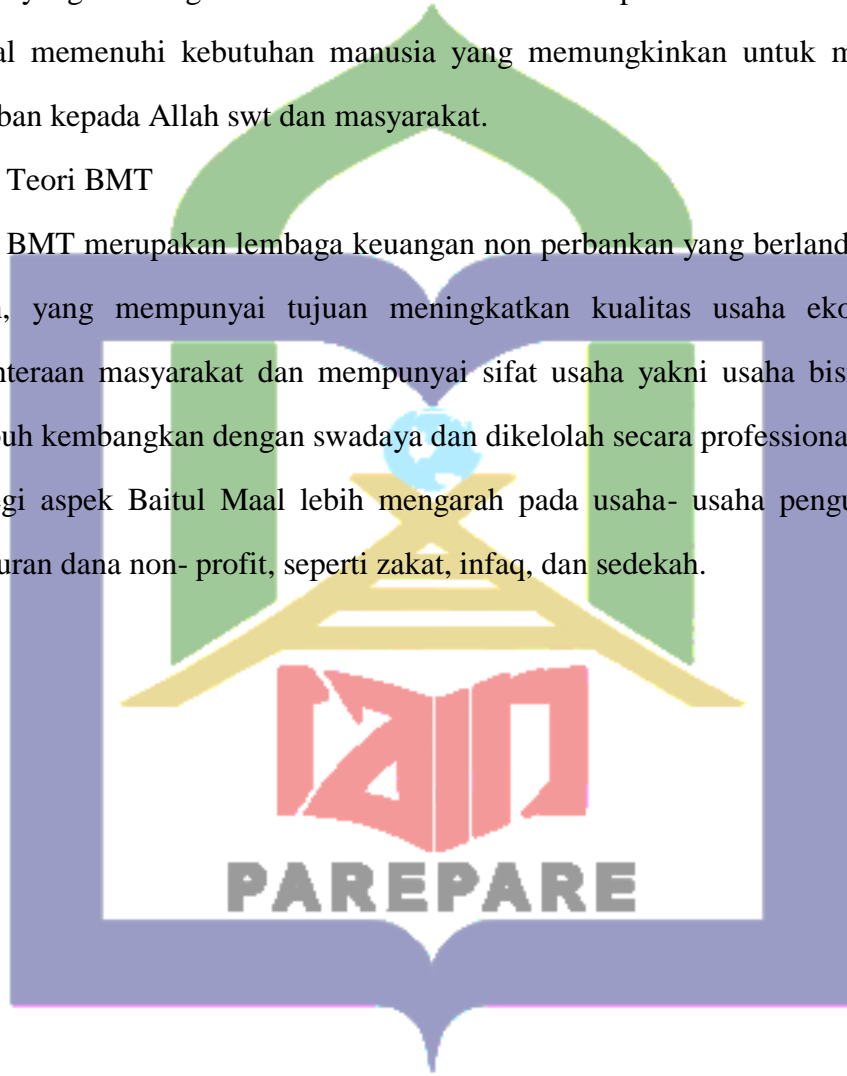 al memenuhi kebutuhan manusia yang memungkinkan untuk m
ban kepada Allah swt dan masyarakat.
Teori BMT
BMT merupakan lembaga keuangan non perbankan yang berland
, yang mempunyai tujuan meningkatkan kualitas usaha eko
nteraan masyarakat dan mempunyai sifat usaha yakni usaha bis
uh kembangkan dengan swadaya dan dikelolah secara professiona
gi aspek Baitul Maal lebih mengarah pada usaha- usaha pengu
uran dana non- profit, seperti zakat, infaq, dan sedekah.
iain
PAREPARE